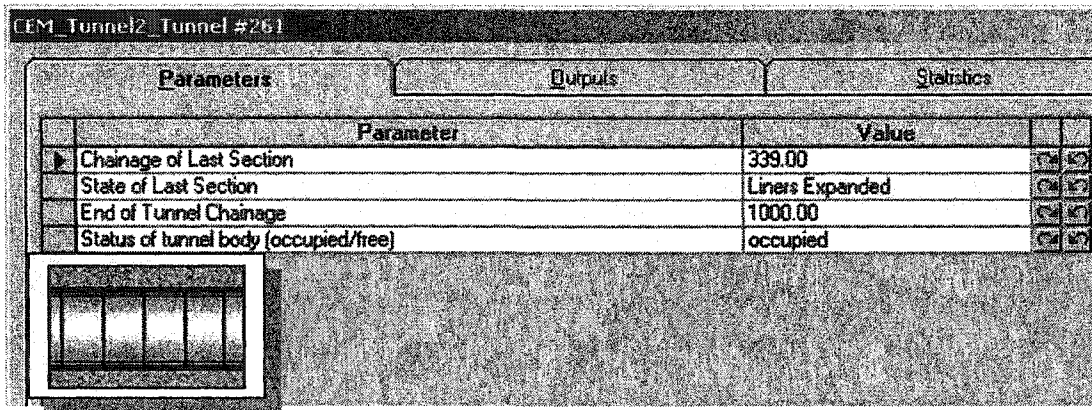 CEM_Tunnel2_Tunnel #261
Parameters Outputs Statistics
Parameter Value
Chainage of Last Section 339.00
State of Last Section Liners Expanded
End of Tunnel Chainage 1000.00
Status of tunnel body (occupied/free) occupied